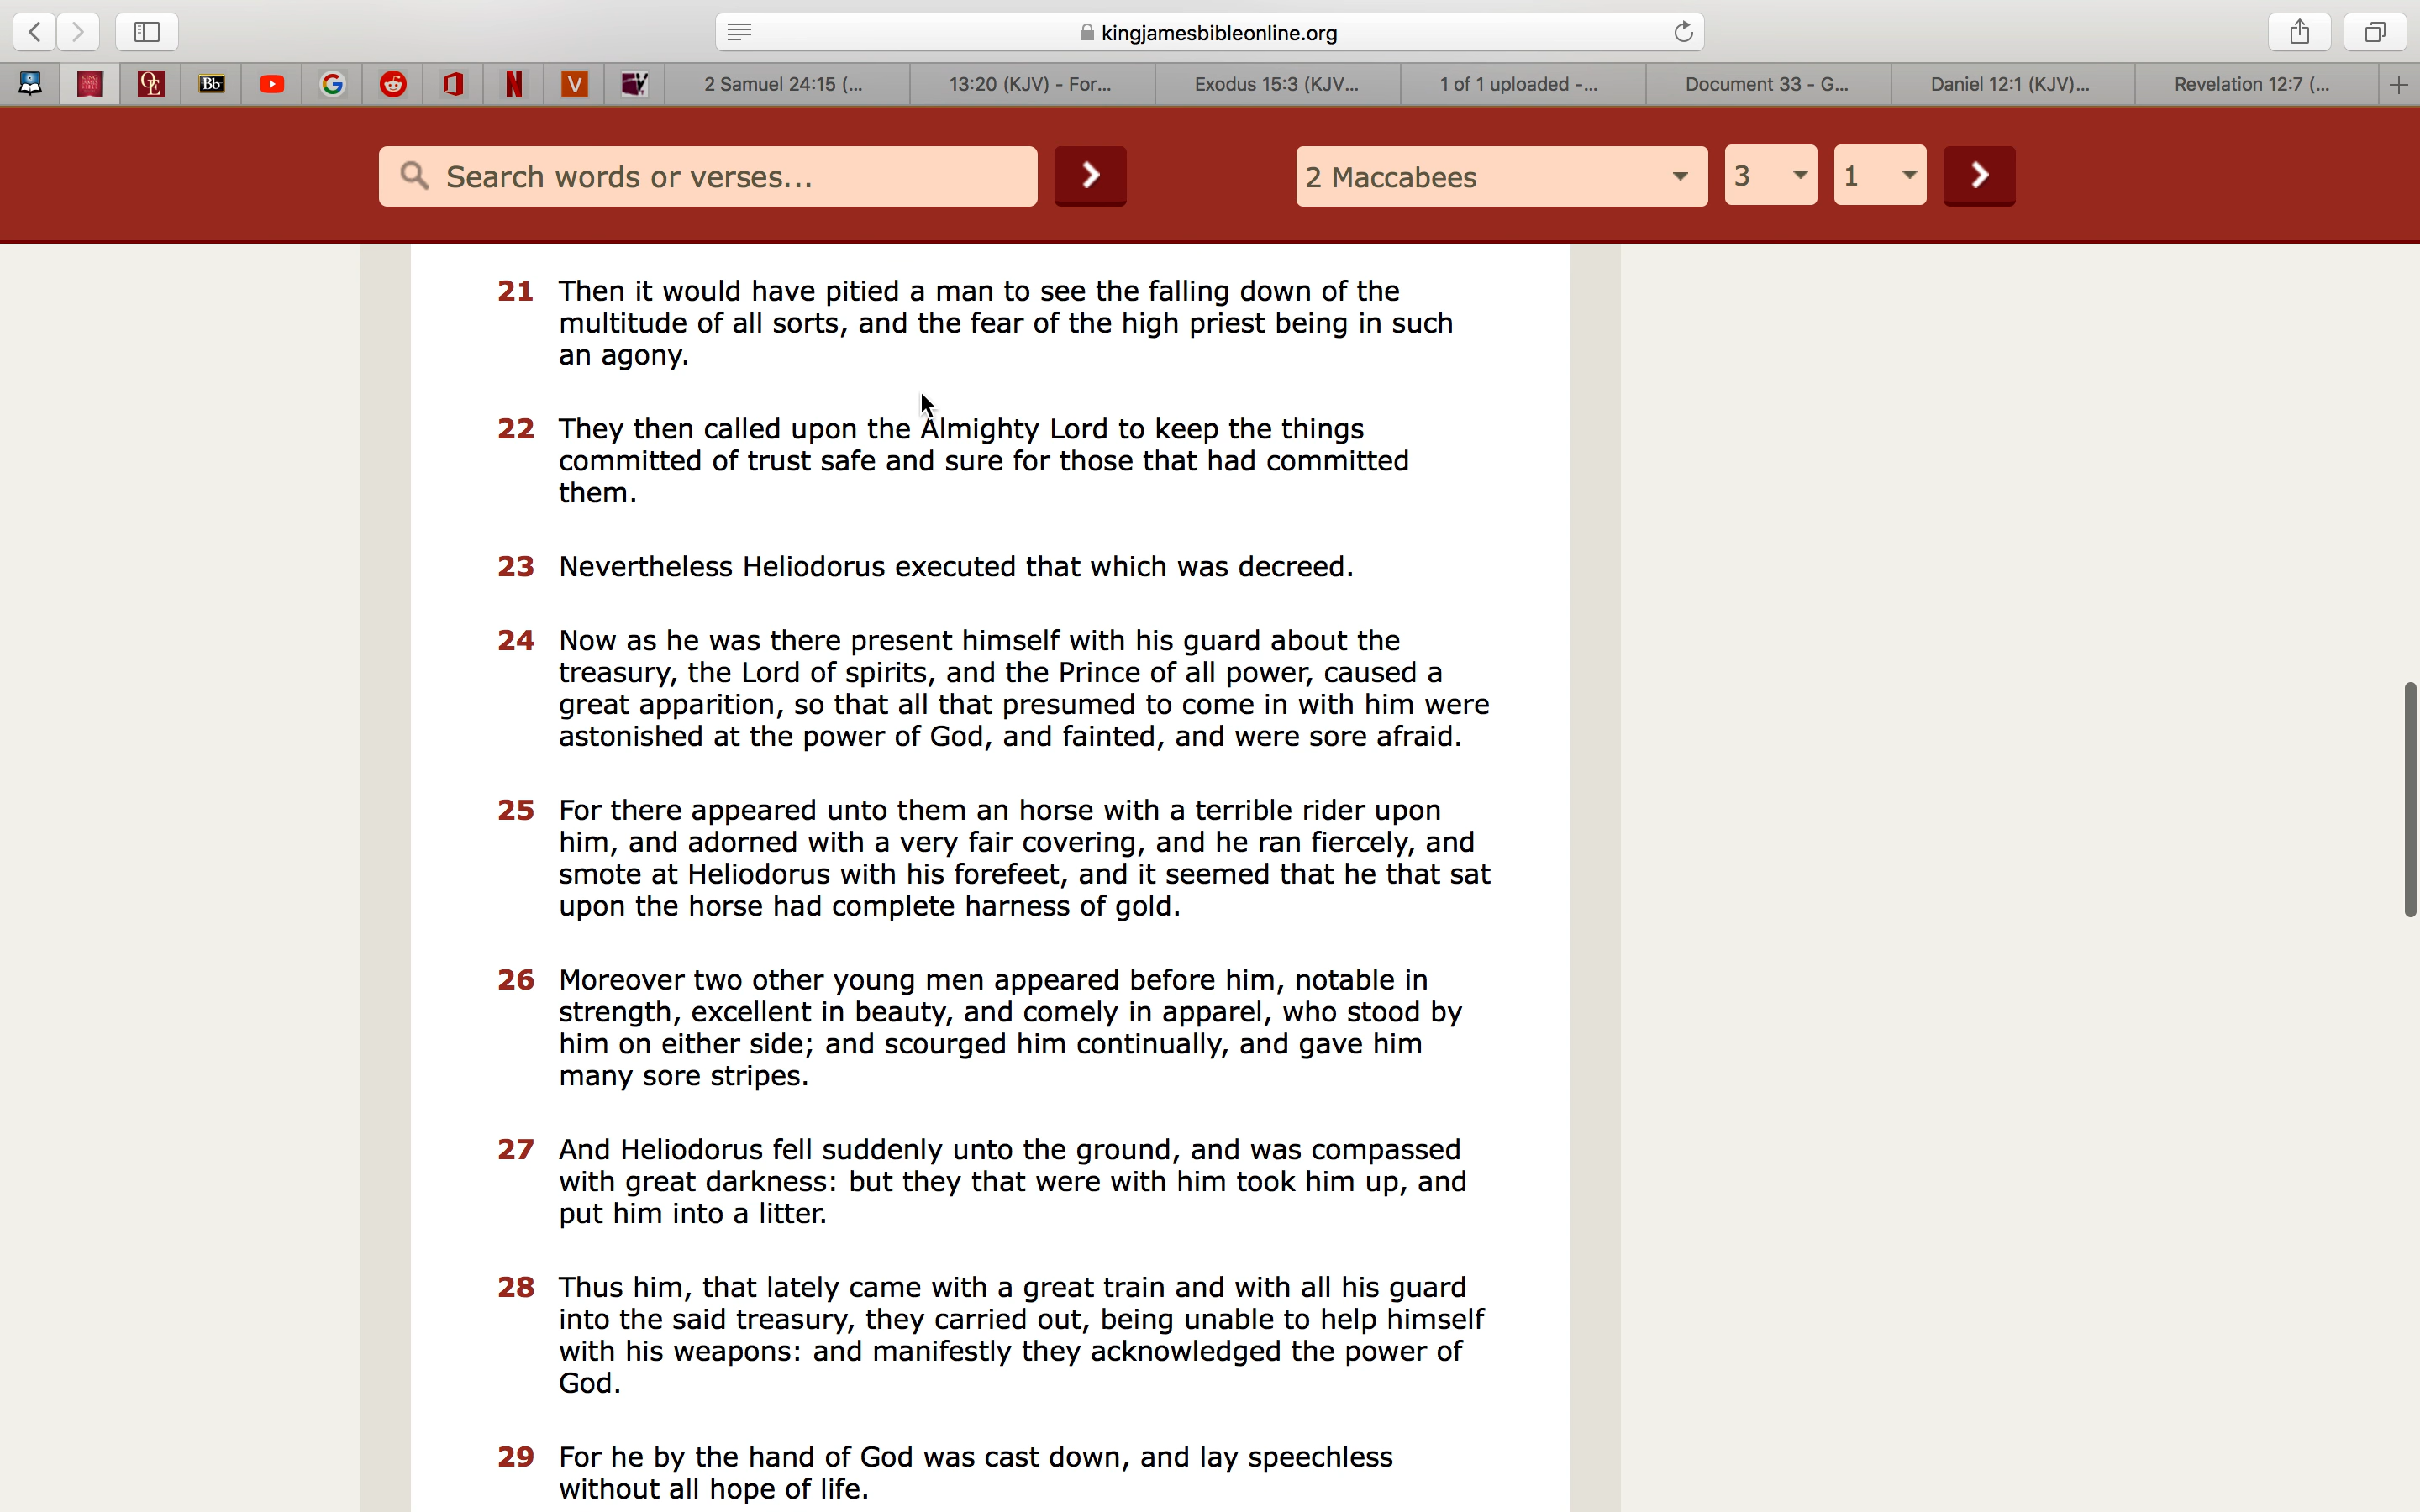 kingjamesbibleonline.org
KING JAMES BIBLE
OE
Bb
G
N
V
V
2 Samuel 24:15 (...
13:20 (KJV) - For...
Exodus 15:3 (KJV...
1 of 1 uploaded -...
Document 33 - G...
Daniel 12:1 (KJV)...
Revelation 12:7 (...
Search words or verses...
2 Maccabees
3
1
21 Then it would have pitied a man to see the falling down of the
multitude of all sorts, and the fear of the high priest being in such
an agony.
22 They then called upon the Almighty Lord to keep the things
committed of trust safe and sure for those that had committed
them.
23 Nevertheless Heliodorus executed that which was decreed.
24 Now as he was there present himself with his guard about the
treasury, the Lord of spirits, and the Prince of all power, caused a
great apparition, so that all that presumed to come in with him were
astonished at the power of God, and fainted, and were sore afraid.
25 For there appeared unto them an horse with a terrible rider upon
him, and adorned with a very fair covering, and he ran fiercely, and
smote at Heliodorus with his forefeet, and it seemed that he that sat
upon the horse had complete harness of gold.
26 Moreover two other young men appeared before him, notable in
strength, excellent in beauty, and comely in apparel, who stood by
him on either side; and scourged him continually, and gave him
many sore stripes.
27 And Heliodorus fell suddenly unto the ground, and was compassed
with great darkness: but they that were with him took him up, and
put him into a litter.
28 Thus him, that lately came with a great train and with all his guard
into the said treasury, they carried out, being unable to help himself
with his weapons: and manifestly they acknowledged the power of
God.
29 For he by the hand of God was cast down, and lay speechless
without all hope of life.